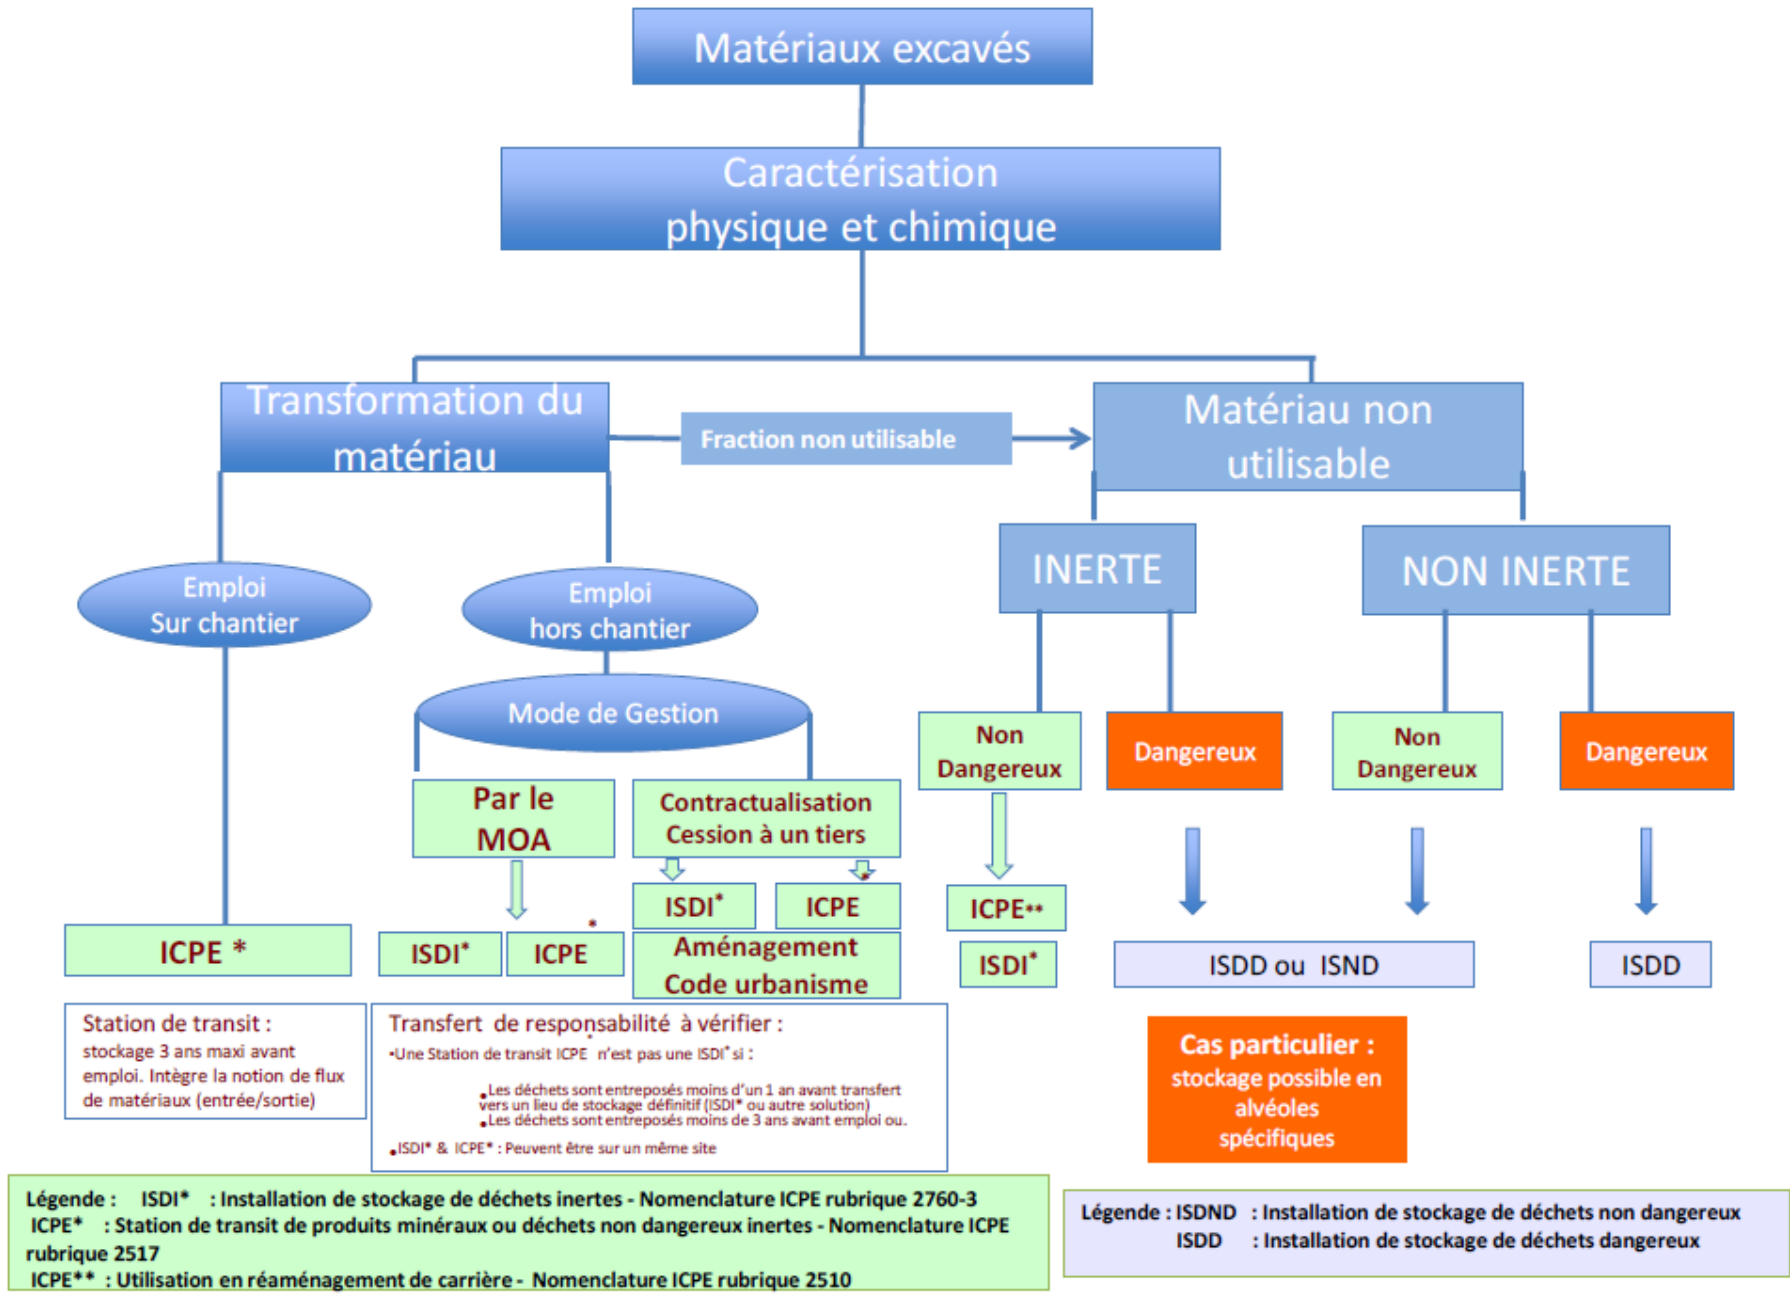 Matériaux excavés
Caractérisation
physique et chimique
Transformation du
matériau
Fraction non utilisable
Matériau non
utilisable
Emploi
Sur chantier
Emploi
hors chantier
INERTE
NON INERTE
Mode de Gestion
Non
Dangereux
Dangereux
Non
Dangereux
Dangereux
Par le
MOA
Contractualisation
Cession à un tiers
ISDI*
ICPE*
ICPE**
ICPE *
ISDI*
ICPE*
Aménagement
Code urbanisme
ISDI*
ISDD ou ISND
ISDD
Station de transit :
stockage 3 ans maxi avant
emploi. Intègre la notion de flux
de matériaux (entrée/sortie)
Transfert de responsabilité à vérifier :
•Une Station de transit ICPE* n'est pas une ISDI* si :
•Les déchets sont entreposés moins d'un 1 an avant transfert
vers un lieu de stockage définitif (ISDI* ou autre solution)
•Les déchets sont entreposés moins de 3 ans avant emploi ou.
•ISDI* & ICPE* : Peuvent être sur un même site
Cas particulier :
stockage possible en
alvéoles
spécifiques
Légende : ISDI* : Installation de stockage de déchets inertes - Nomenclature ICPE rubrique 2760-3
ICPE* : Station de transit de produits minéraux ou déchets non dangereux inertes - Nomenclature ICPE
rubrique 2517
ICPE** : Utilisation en réaménagement de carrière - Nomenclature ICPE rubrique 2510
Légende : ISDND : Installation de stockage de déchets non dangereux
ISDD : Installation de stockage de déchets dangereux